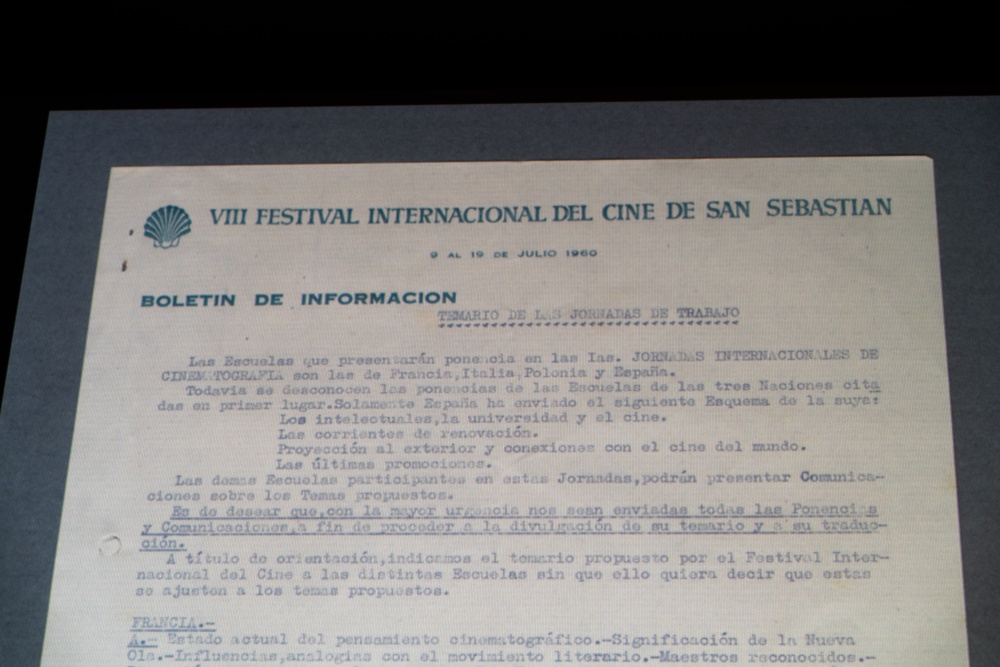 VIII FESTIVAL INTERNACIONAL DEL CINE DE SAN SEBASTIAN
9 AL 19 DE JULIO 1960
BOLETIN DE INFORMACION
TEMARIO DE LAS JORNADAS DE TRABAJO
Las Escuelas que presentarán ponencia en las Ias. JORNADAS INTERNACIONALES DE
CINEMATOGRAFIA son las de Francia,Italia,Polonia y España.
Todavia se desconocen las ponencias de las Escuelas de las tres Naciones cita
das en primer lugar.Solamente España ha enviado el siguiente Esquema de la suya:
Los intelectuales,la universidad y el cine.
Las corrientes de renovación.
Proyección al exterior y conexiones con el cine del mundo.
Las últimas promociones.
Las demas Escuelas participantes en estas Jornadas,podrán presentar Comunica-
ciones sobre los Temas propuestos.
Es de desear que,con la mayor urgencia nos sean enviadas todas las Ponencias
y Comunicaciones,a fin de proceder a la divulgación de su temario y a su traduc-
ción.
A título de orientación,indicamos el temario propuesto por el Festival Inter-
nacional del Cine a las distintas Escuelas sin que ello quiera decir que estas
se ajusten a los temas propuestos.
FRANCIA.-
A.- Estado actual del pensamiento cinematográfico.-Significación de la Nueva
Ola.-Influencias,analogías con el movimiento literario.-Maestros reconocidos.-